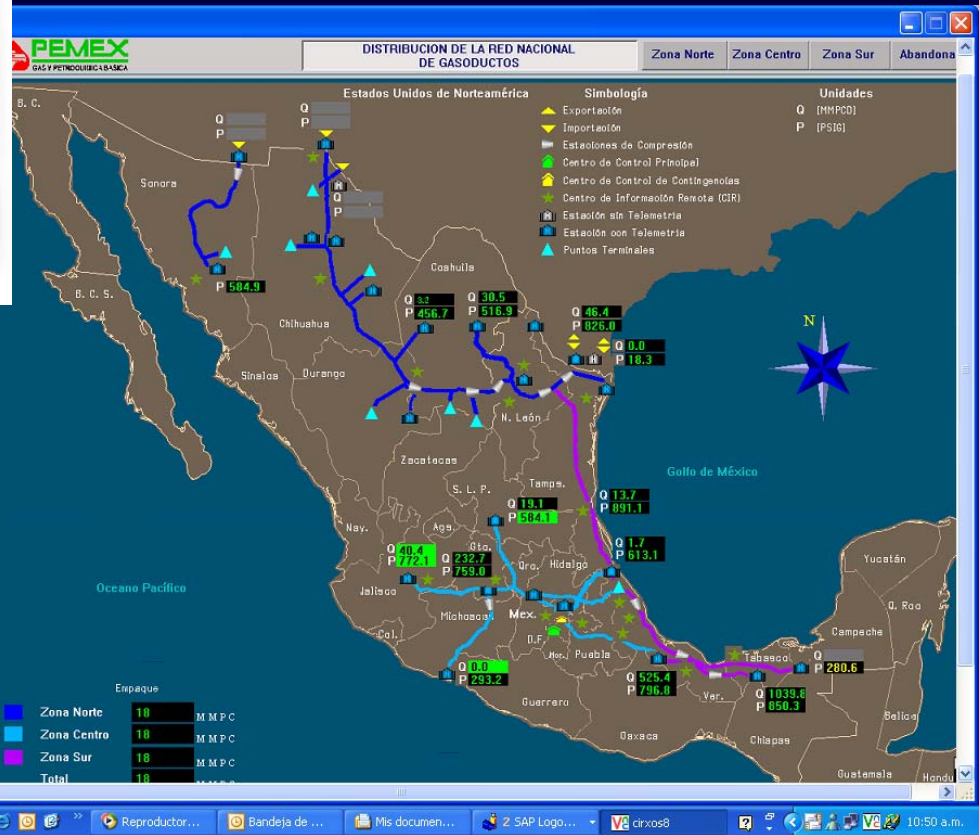 PEMEX
GAS Y PETROQUIMICA BASICA
DISTRIBUCION DE LA RED NACIONAL
DE GASODUCTOS
Zona Norte
Zona Centro
Zona Sur
Abandona
Estados Unidos de Norteamérica
Simbología
Exportación
Importación
Estaciones de Compresión
Centro de Control Principal
Centro de Control de Contingencias
Centro de Información Remota (CIR)
Estación sin Telemetria
Estación con Telemetria
Puntos Terminales
Unidades
Q [MMPCD]
P [PSIG]
B. C.
Q
P
Q
P
Sonora
Q
P
P 584.9
B. C. S.
Chihuahua
Coahuila
Q 3.2
P 456.7
Q 30.5
P 516.9
Q 46.4
P 826.0
Q 0.0
P 18.3
N
Sinaloa
Durango
N. León
Zacatecas
Golfo de México
S. L. P.
Tamps.
Q 19.1
P 584.1
Q 13.7
P 891.1
Nay.
Ags.
Q 40.4
P 772.1
Q 232.7
P 759.0
Gto.
Qro.
Hidalgo
Q 1.7
P 613.1
Yucatán
Oceano Pacífico
Jalisco
Michoacan
Mex.
Q. Roo
Col.
D.F.
Mor.
Puebla
Tabasco
Campeche
Q
P 280.6
Q 0.0
P 293.2
Q 525.4
P 796.8
Ver.
Q 1039.8
P 850.3
Guerrero
Oaxaca
Chiapas
Belice
Guatemala
Hondu
Empaque
Zona Norte 18 MMPC
Zona Centro 18 MMPC
Zona Sur 18 MMPC
Total 18
Reproductor...
Bandeja de ...
Mis documen...
2 SAP Logo...
cirxos8
10:50 a.m.